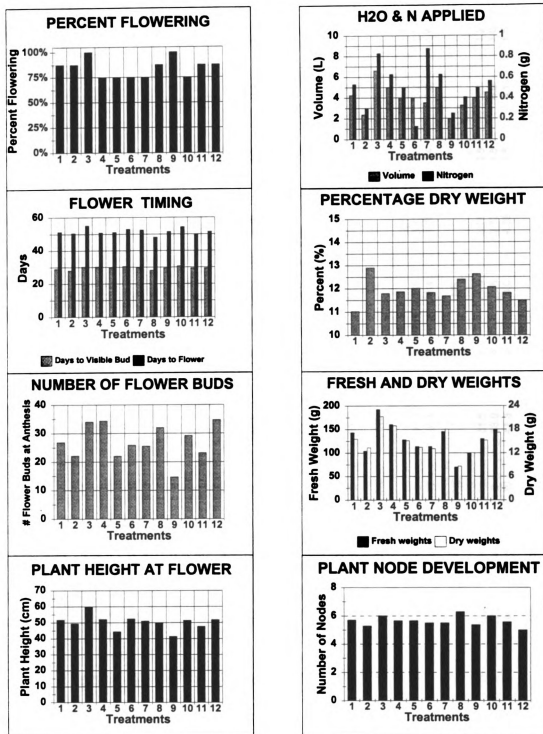 PERCENT FLOWERING
Percent Flowering
100%
75%
50%
25%
0%
1 2 3 4 5 6 7 8 9 10 11 12
Treatments
H2O & N APPLIED
Volume (L)
10
8
6
4
2
0
Nitrogen (g)
1
0.8
0.6
0.4
0.2
0
1 2 3 4 5 6 7 8 9 10 11 12
Treatments
Volume Nitrogen
FLOWER TIMING
Days
60
40
20
0
1 2 3 4 5 6 7 8 9 10 11 12
Treatments
Days to Visible Bud Days to Flower
PERCENTAGE DRY WEIGHT
Percent (%)
15
14
13
12
11
10
1 2 3 4 5 6 7 8 9 10 11 12
Treatments
NUMBER OF FLOWER BUDS
# Flower Buds at Anthesis
40
30
20
10
0
1 2 3 4 5 6 7 8 9 10 11 12
Treatments
FRESH AND DRY WEIGHTS
Fresh Weight (g)
200
150
100
50
0
Dry Weight (g)
24
18
12
6
0
1 2 3 4 5 6 7 8 9 10 11 12
Treatments
Fresh weights Dry weights
PLANT HEIGHT AT FLOWER
Plant Height (cm)
70
60
50
40
30
20
10
0
1 2 3 4 5 6 7 8 9 10 11 12
Treatments
PLANT NODE DEVELOPMENT
Number of Nodes
8
6
4
2
0
1 2 3 4 5 6 7 8 9 10 11 12
Treatments